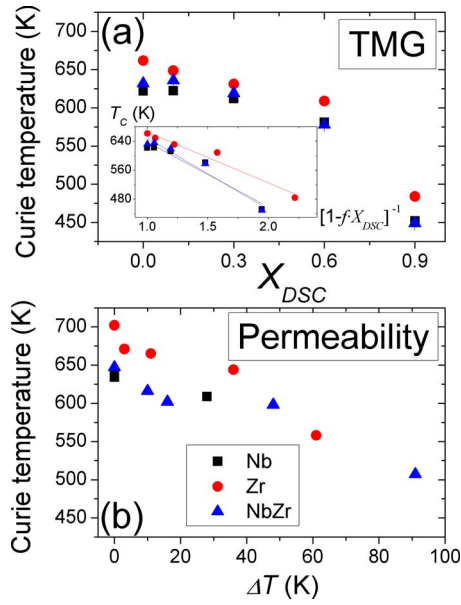 (a)
TMG
Curie temperature (K)
700
650
600
550
500
450
T_C (K)
640
560
480
1.0
1.5
2.0
[1-f·X_DSC]^-1
0.0
0.3
0.6
0.9
X_DSC
Permeability
Curie temperature (K)
700
650
600
550
500
450
Nb
Zr
NbZr
(b)
0
20
40
60
80
100
ΔT (K)